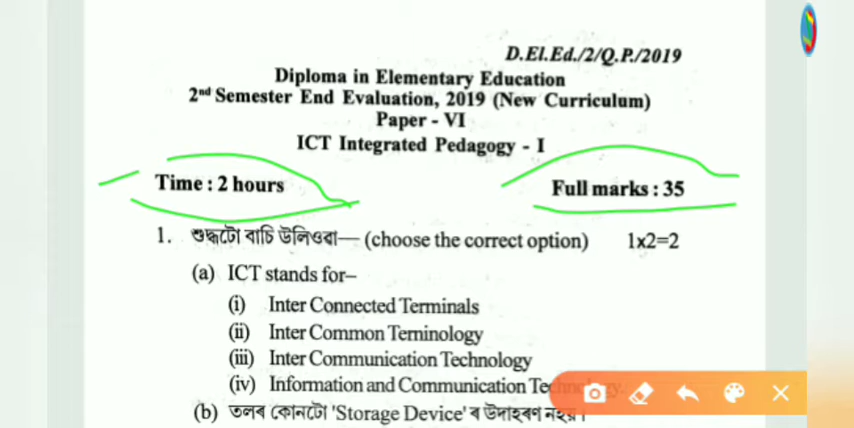 D.El.Ed./2/Q.P./2019
Diploma in Elementary Education
2nd Semester End Evaluation, 2019 (New Curriculum)
Paper - VI
ICT Integrated Pedagogy - I
Time : 2 hours Full marks : 35
1. শুদ্ধটো বাচি উলিওৱা— (choose the correct option) 1x2=2
(a) ICT stands for–
(i) Inter Connected Terminals
(ii) Inter Common Terninology
(iii) Inter Communication Technology
(iv) Information and Communication
(b) তলৰ কোনটো 'Storage Device' ৰ উদাহৰণ নহয়।